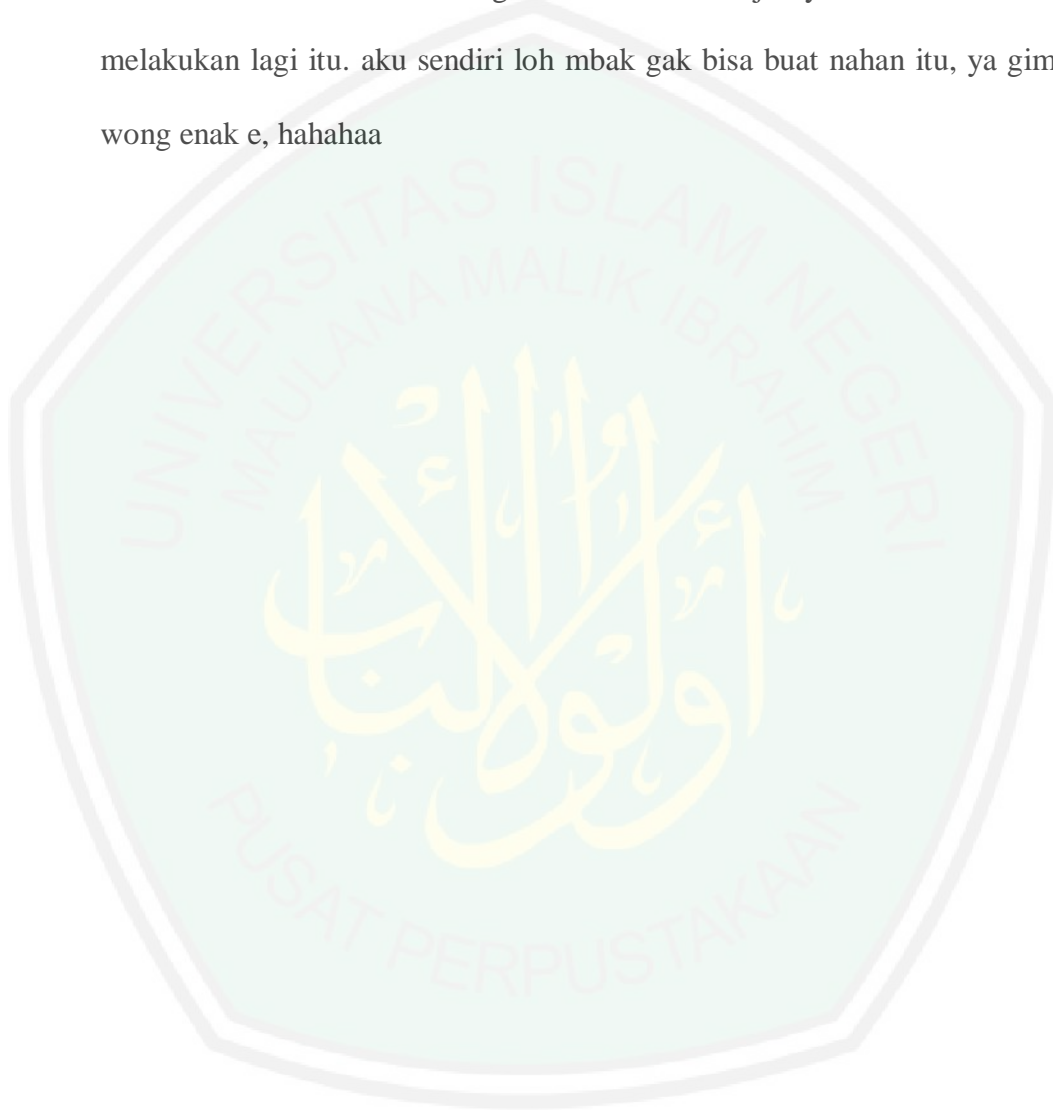 melakukan lagi itu. aku sendiri loh mbak gak bisa buat nahan itu, ya gim
wong enak e, hahahaa
UNIVERSITAS ISLAM NEGERI
MAULANA MALIK IBRAHIM
PUSAT PERPUSTAKAAN